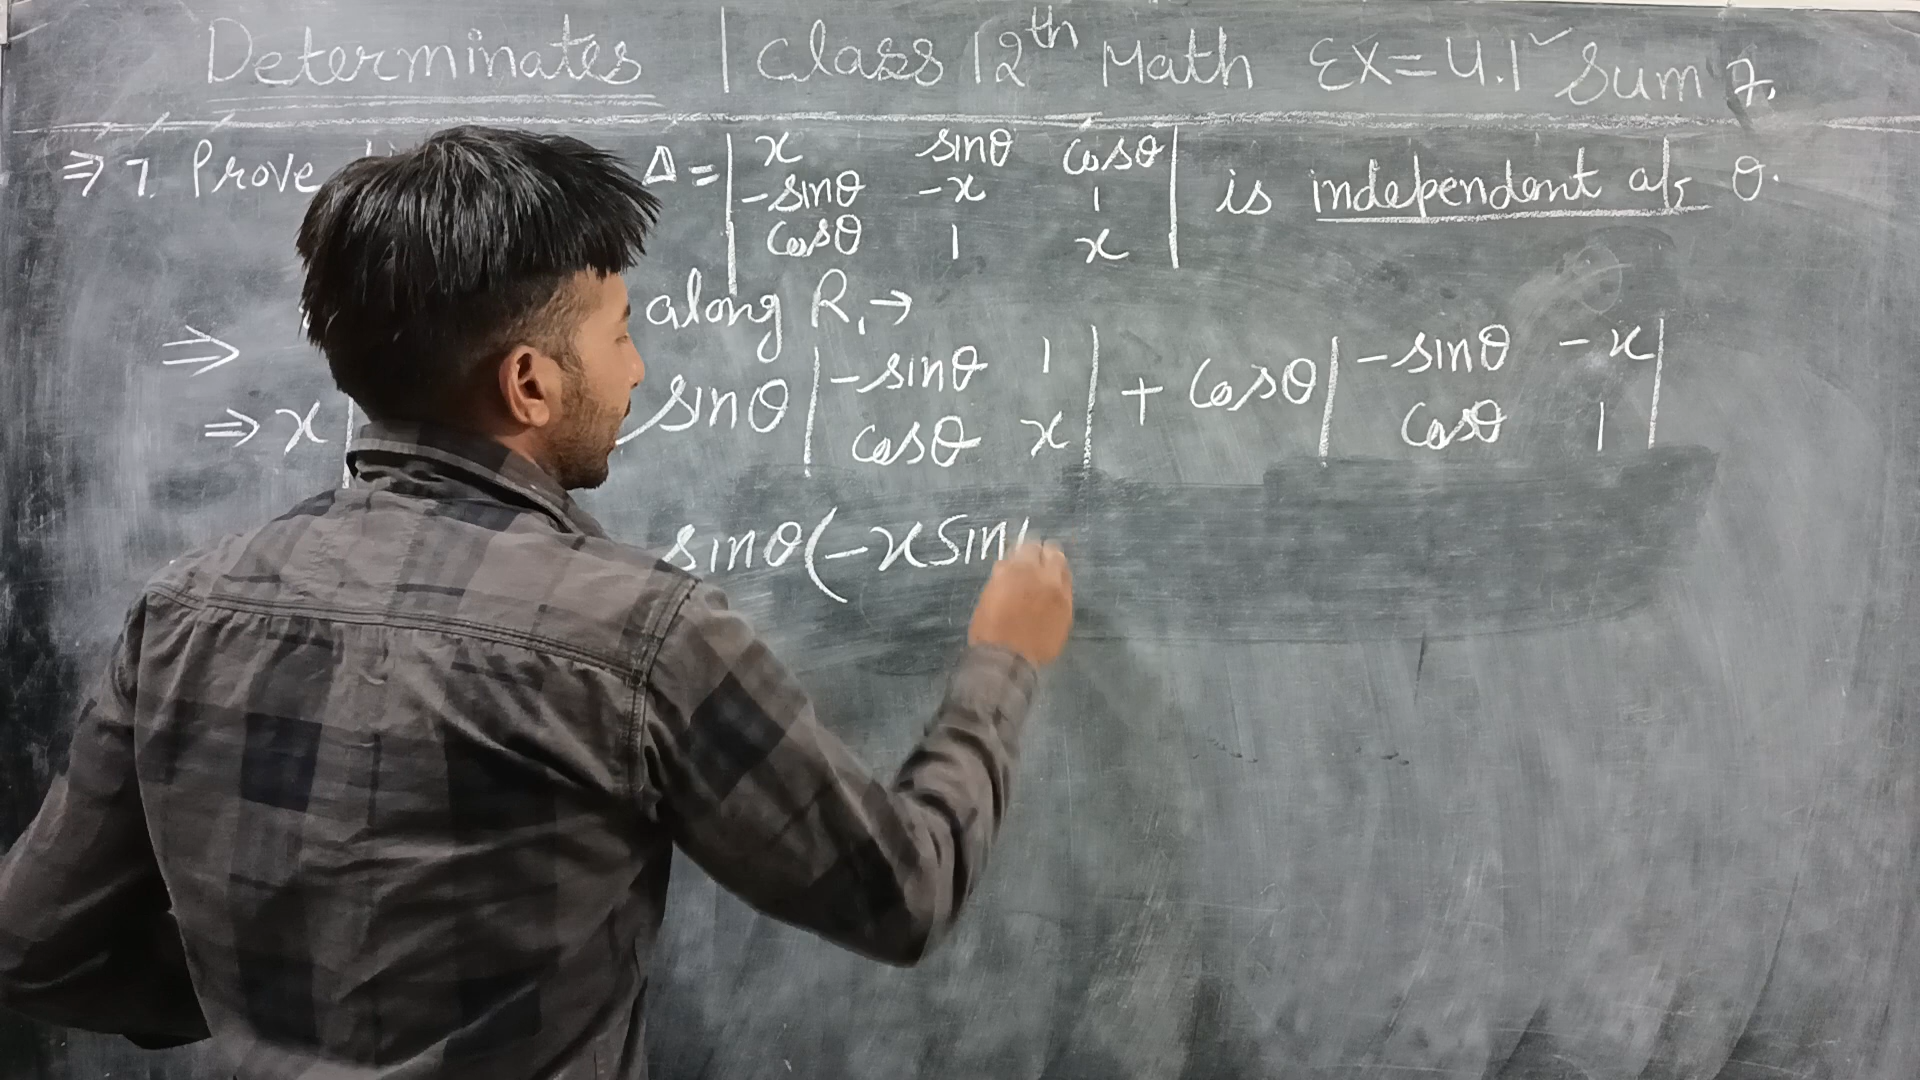 Determinates | Class 12th Math Ex=4.1 Sum 7.
⇒ 7. Prove Δ = | x sinθ cosθ | is independent of θ.
| -sinθ -x 1 |
| cosθ 1 x |
⇒ along R₁ →
⇒ x | sinθ | -sinθ 1 | + cosθ | -sinθ -x |
| cosθ x | | cosθ 1 |
sinθ(-x sin